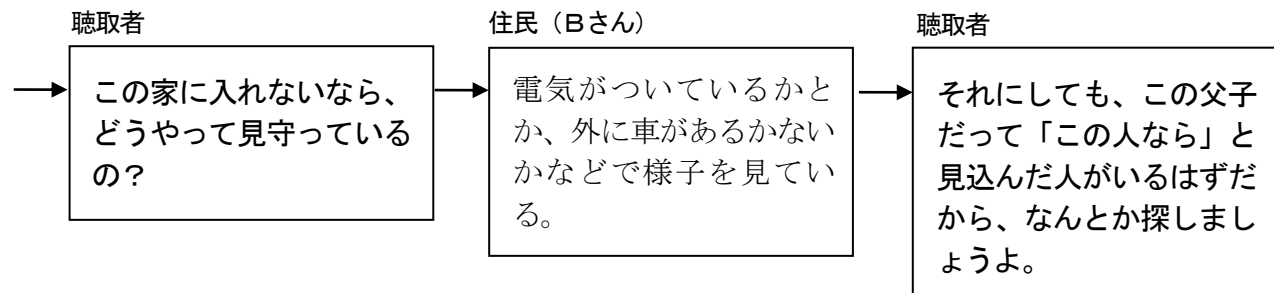 聴取者
この家に入れないなら、
どうやって見守っている
の？
住民（Ｂさん）
電気がついているかと
か、外に車があるかない
かなどで様子を見てい
る。
聴取者
それにしても、この父子
だって「この人なら」と
見込んだ人がいるはずだ
から、なんとか探しまし
ょうよ。